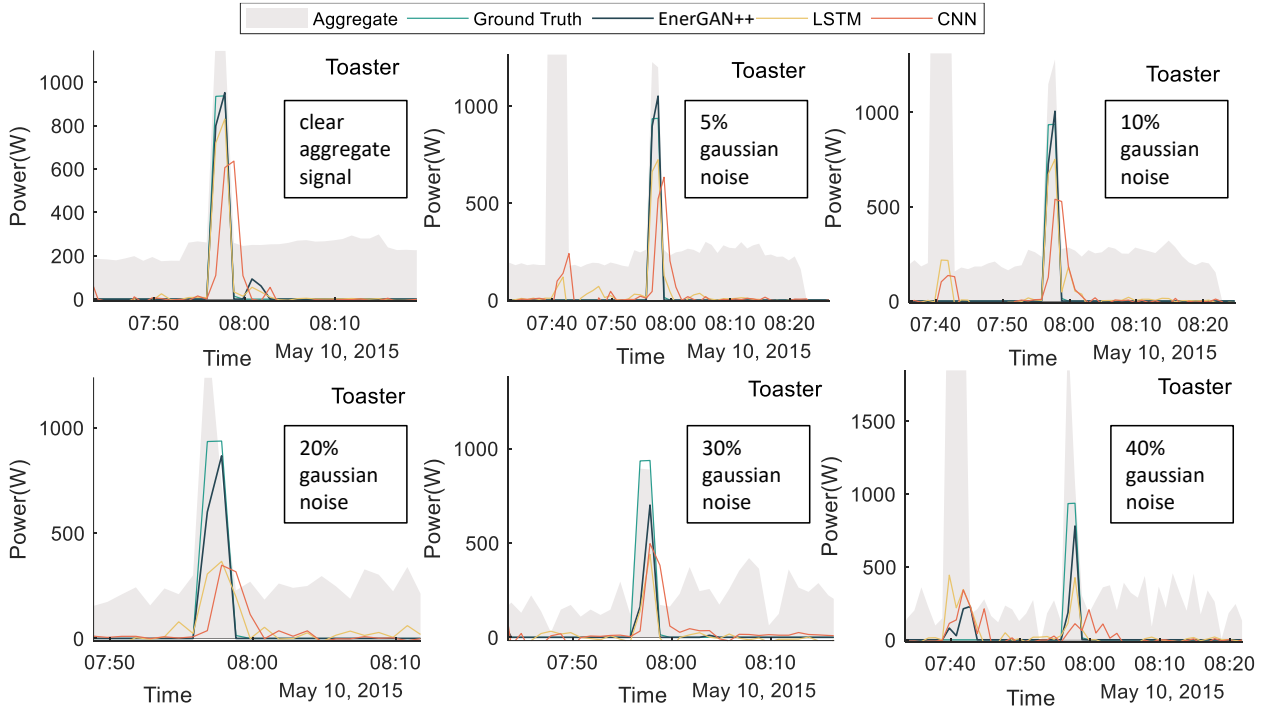 Aggregate Ground Truth EnerGAN++ LSTM CNN
Toaster
clear
aggregate
signal
Power(W)
1000
800
600
400
200
0
07:50 08:00 08:10
Time
May 10, 2015
Toaster
5%
gaussian
noise
Power(W)
1000
500
0
07:40 07:50 08:00 08:10 08:20
Time
May 10, 2015
Toaster
10%
gaussian
noise
Power(W)
1000
500
0
07:40 07:50 08:00 08:10 08:20
Time
May 10, 2015
Toaster
20%
gaussian
noise
Power(W)
1000
500
0
07:50 08:00 08:10
Time
May 10, 2015
Toaster
30%
gaussian
noise
Power(W)
1000
500
0
07:50 08:00 08:10
Time
May 10, 2015
Toaster
40%
gaussian
noise
Power(W)
1500
1000
500
0
07:40 07:50 08:00 08:10 08:20
Time
May 10, 2015